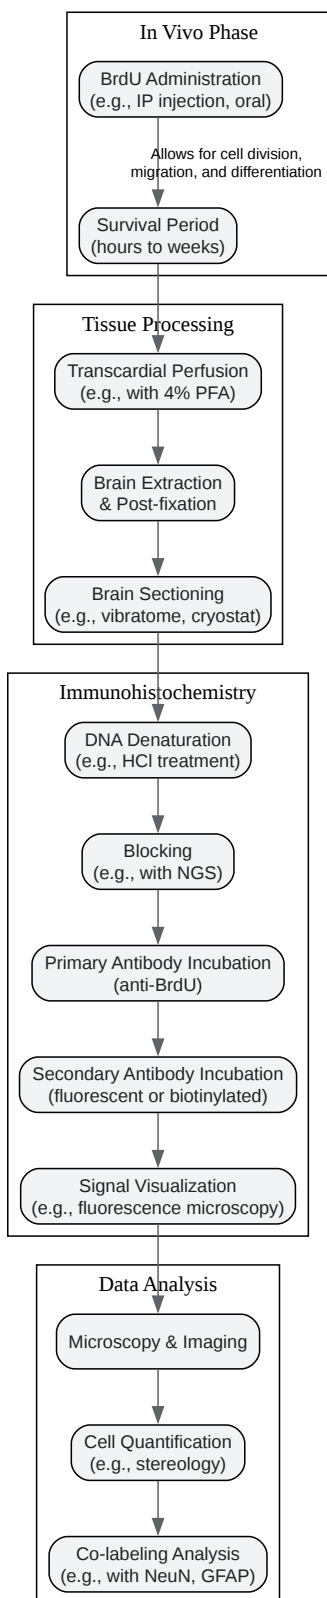 In Vivo Phase
BrdU Administration
(e.g., IP injection, oral)
Allows for cell division,
migration, and differentiation
Survival Period
(hours to weeks)
Tissue Processing
Transcardial Perfusion
(e.g., with 4% PFA)
Brain Extraction
& Post-fixation
Brain Sectioning
(e.g., vibratome, cryostat)
Immunohistochemistry
DNA Denaturation
(e.g., HCl treatment)
Blocking
(e.g., with NGS)
Primary Antibody Incubation
(anti-BrdU)
Secondary Antibody Incubation
(fluorescent or biotinylated)
Signal Visualization
(e.g., fluorescence microscopy)
Data Analysis
Microscopy & Imaging
Cell Quantification
(e.g., stereology)
Co-labeling Analysis
(e.g., with NeuN, GFAP)